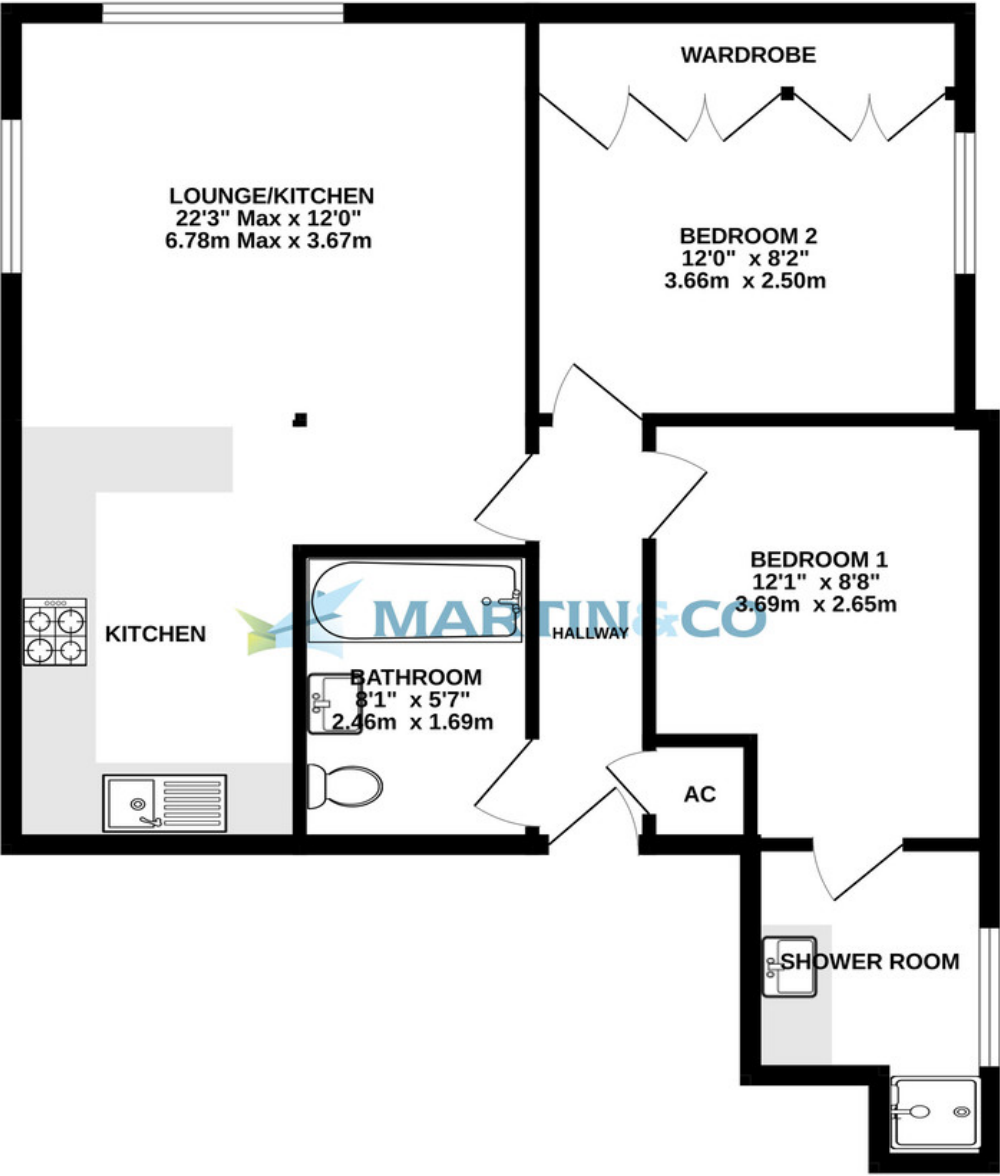 WARDROBE
LOUNGE/KITCHEN
22'3" Max x 12'0"
6.78m Max x 3.67m
BEDROOM 2
12'0" x 8'2"
3.66m x 2.50m
BEDROOM 1
12'1" x 8'8"
3.69m x 2.65m
MARTIN&CO
KITCHEN
HALLWAY
BATHROOM
8'1" x 5'7"
2.46m x 1.69m
AC
SHOWER ROOM